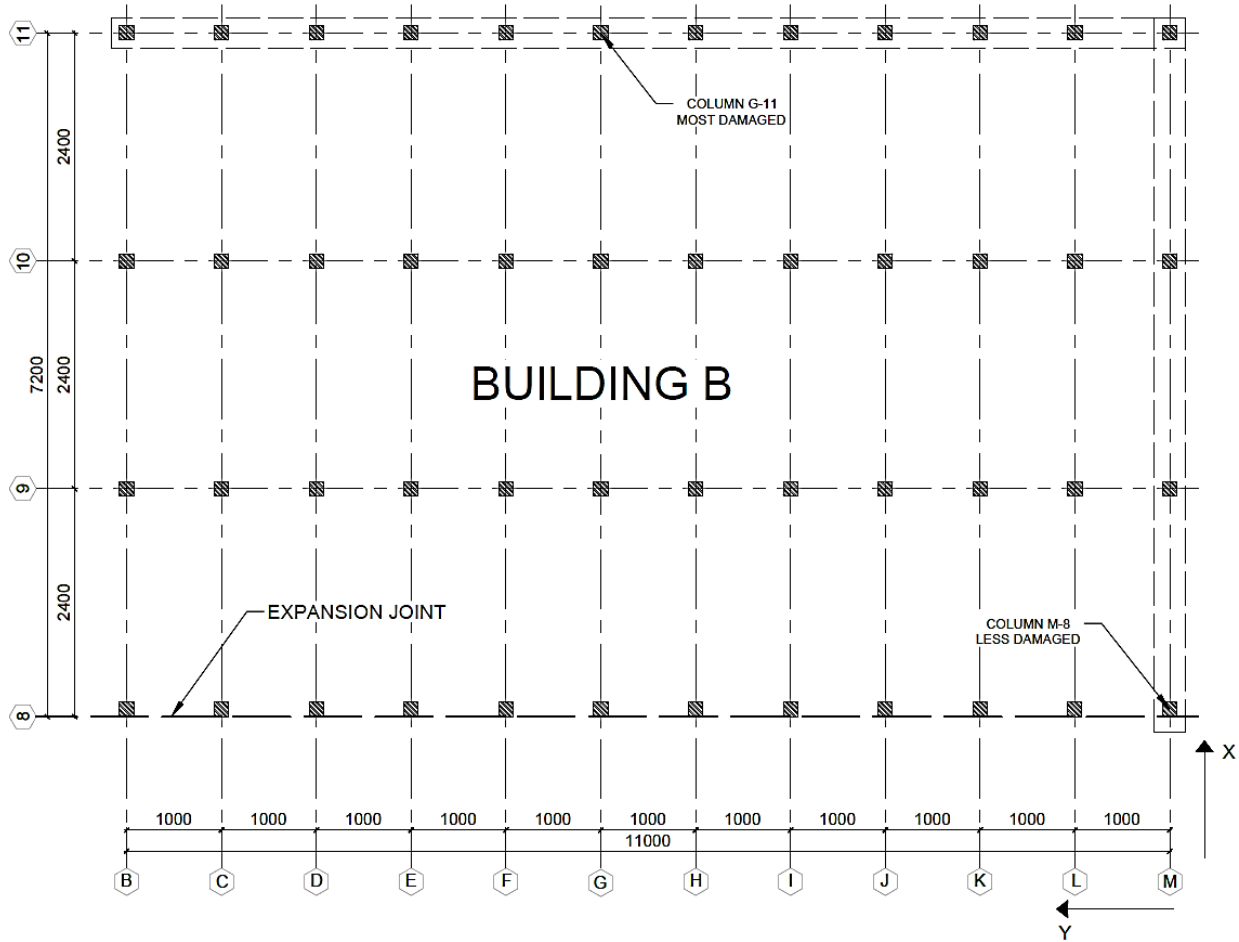 11
COLUMN G-11
MOST DAMAGED
2400
10
7200
2400
BUILDING B
9
2400
EXPANSION JOINT
COLUMN M-8
LESS DAMAGED
8
X
1000 1000 1000 1000 1000 1000 1000 1000 1000 1000 1000
11000
B C D E F G H I J K L M
Y